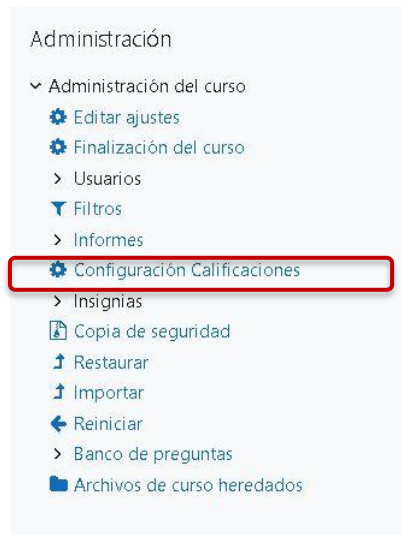 Administración
Administración del curso
Editar ajustes
Finalización del curso
Usuarios
Filtros
Informes
Configuración Calificaciones
Insignias
Copia de seguridad
Restaurar
Importar
Reiniciar
Banco de preguntas
Archivos de curso heredados